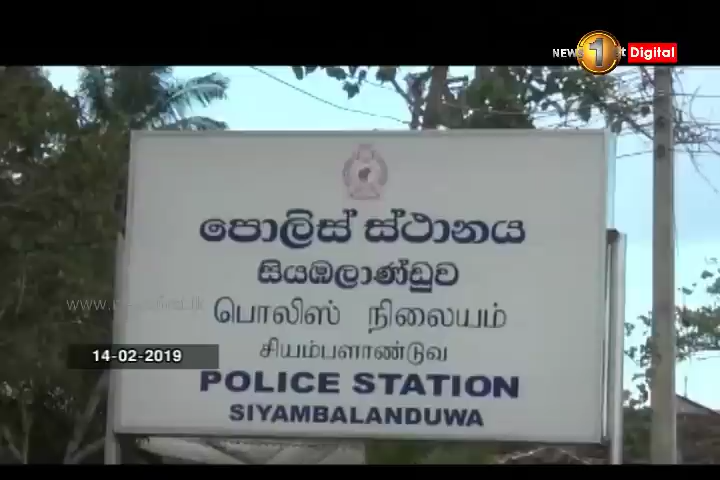 NEWS 1st Digital
පොලිස් ස්ථානය
සියඹලාණ්ඩුව
பொலிஸ் நிலையம்
சியம்பளாண்டுவ
POLICE STATION
SIYAMBALANDUWA
14-02-2019